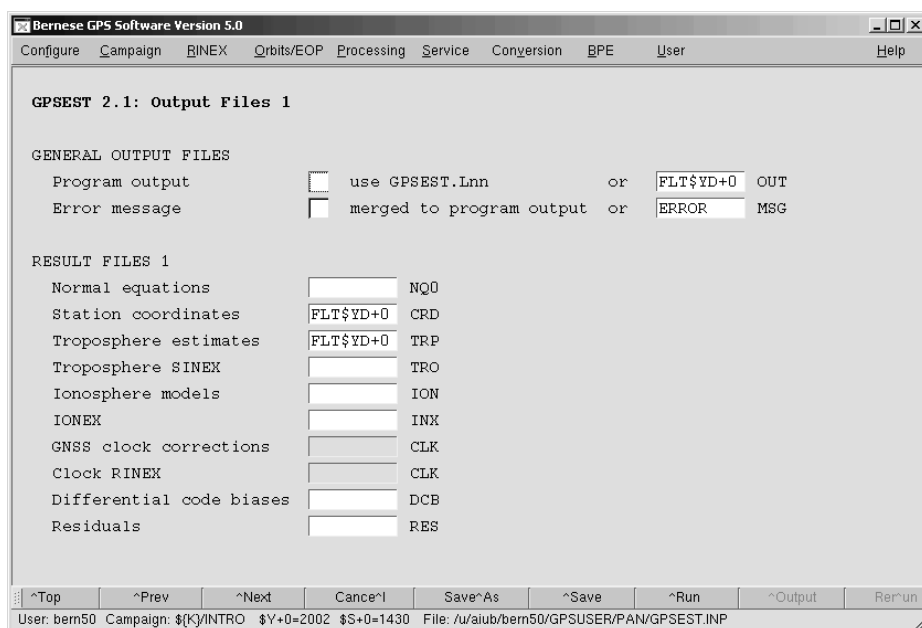 Bernese GPS Software Version 5.0
Configure Campaign RINEX Orbits/EOP Processing Service Conversion BPE User Help
GPSEST 2.1: Output Files 1
GENERAL OUTPUT FILES
Program output use GPSEST.Lnn or FLT$YD+0 OUT
Error message merged to program output or ERROR MSG
RESULT FILES 1
Normal equations NQ0
Station coordinates FLT$YD+0 CRD
Troposphere estimates FLT$YD+0 TRP
Troposphere SINEX TRO
Ionosphere models ION
IONEX INX
GNSS clock corrections CLK
Clock RINEX CLK
Differential code biases DCB
Residuals RES
^Top ^Prev ^Next Cance^l Save^As ^Save ^Run ^Output Rer^un
User: bern50 Campaign: ${K}/INTRO $Y+0=2002 $S+0=1430 File: /u/aiub/bern50/GPSUSER/PAN/GPSEST.INP